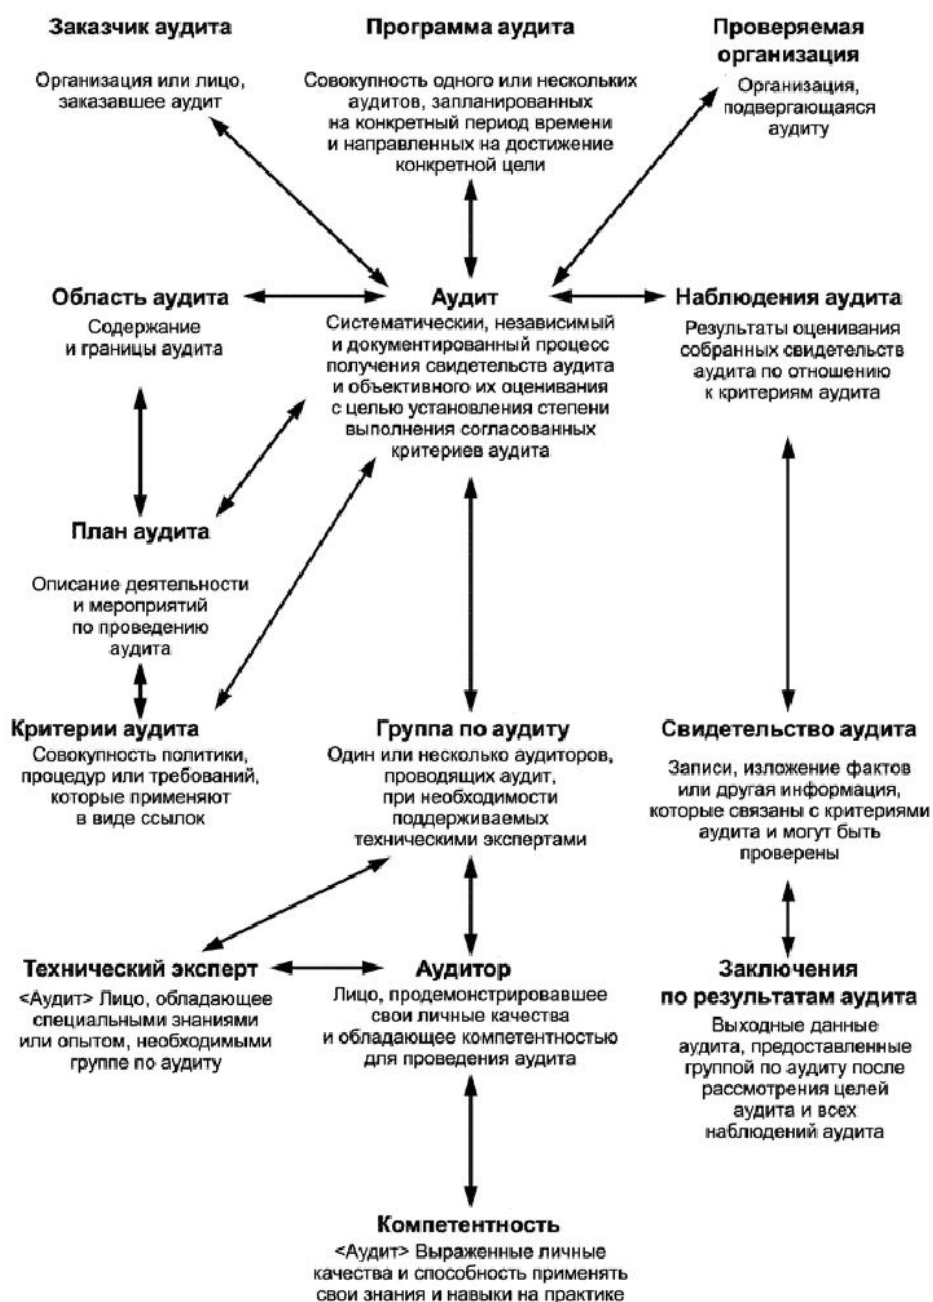 Заказчик аудита
Организация или лицо,
заказавшее аудит
Программа аудита
Совокупность одного или нескольких
аудитов, запланированных
на конкретный период времени
и направленных на достижение
конкретной цели
Проверяемая
организация
Организация,
подвергающаяся
аудиту
Область аудита
Содержание
и границы аудита
Аудит
Систематический, независимый
и документированный процесс
получения свидетельств аудита
и объективного их оценивания
с целью установления степени
выполнения согласованных
критериев аудита
Наблюдения аудита
Результаты оценивания
собранных свидетельств
аудита по отношению
к критериям аудита
План аудита
Описание деятельности
и мероприятий
по проведению
аудита
Критерии аудита
Совокупность политики,
процедур или требований,
которые применяют
в виде ссылок
Группа по аудиту
Один или несколько аудиторов,
проводящих аудит,
при необходимости
поддерживаемых
техническими экспертами
Свидетельство аудита
Записи, изложение фактов
или другая информация,
которые связаны с критериями
аудита и могут быть
проверены
Технический эксперт
<Аудит> Лицо, обладающее
специальными знаниями
или опытом, необходимыми
группе по аудиту
Аудитор
Лицо, продемонстрировавшее
свои личные качества
и обладающее компетентностью
для проведения аудита
Заключения
по результатам аудита
Выходные данные
аудита, предоставленные
группой по аудиту после
рассмотрения целей
аудита и всех
наблюдений аудита
Компетентность
<Аудит> Выраженные личные
качества и способность применять
свои знания и навыки на практике